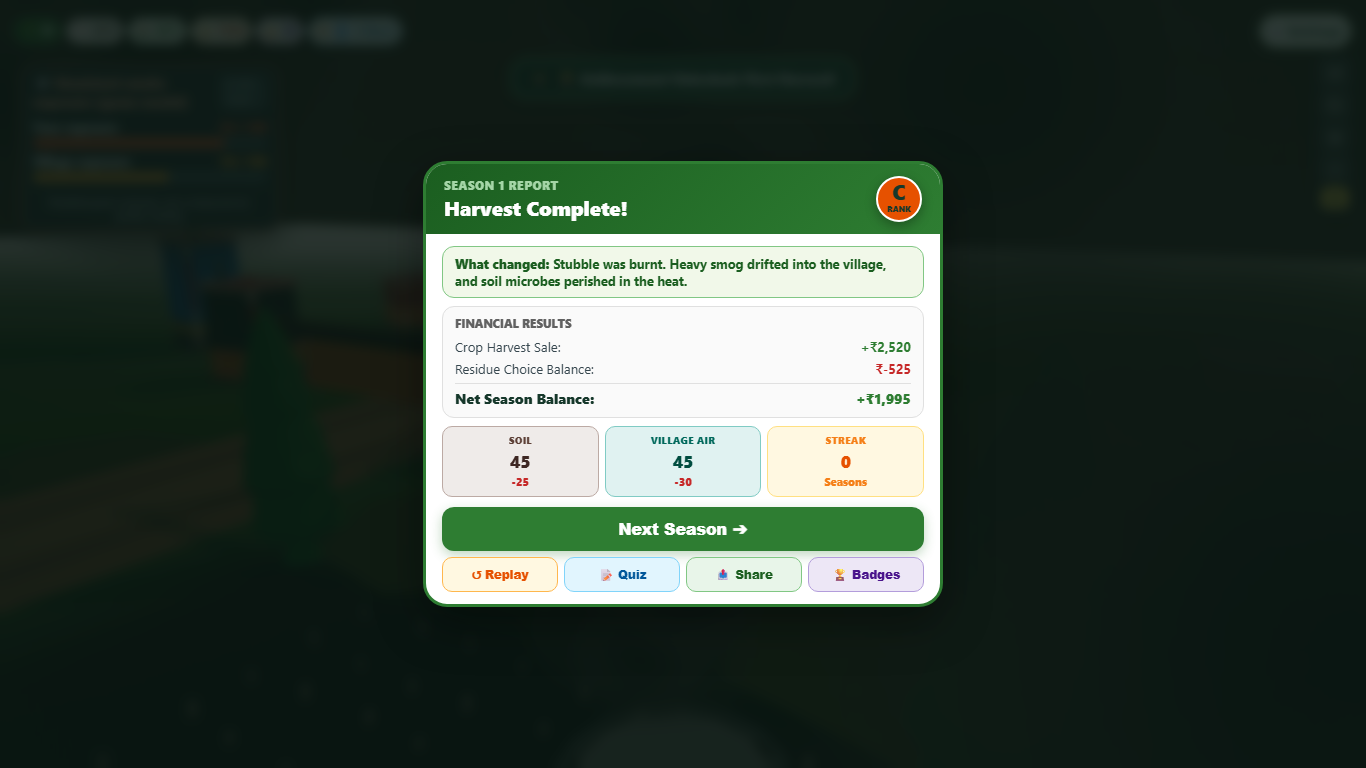 SEASON 1 REPORT
Harvest Complete!
C
RANK
What changed: Stubble was burnt. Heavy smog drifted into the village,
and soil microbes perished in the heat.
FINANCIAL RESULTS
Crop Harvest Sale: +₹2,520
Residue Choice Balance: ₹-525
Net Season Balance: +₹1,995
SOIL
45
-25
VILLAGE AIR
45
-30
STREAK
0
Seasons
Next Season ➔
↺ Replay
📝 Quiz
📤 Share
🏆 Badges